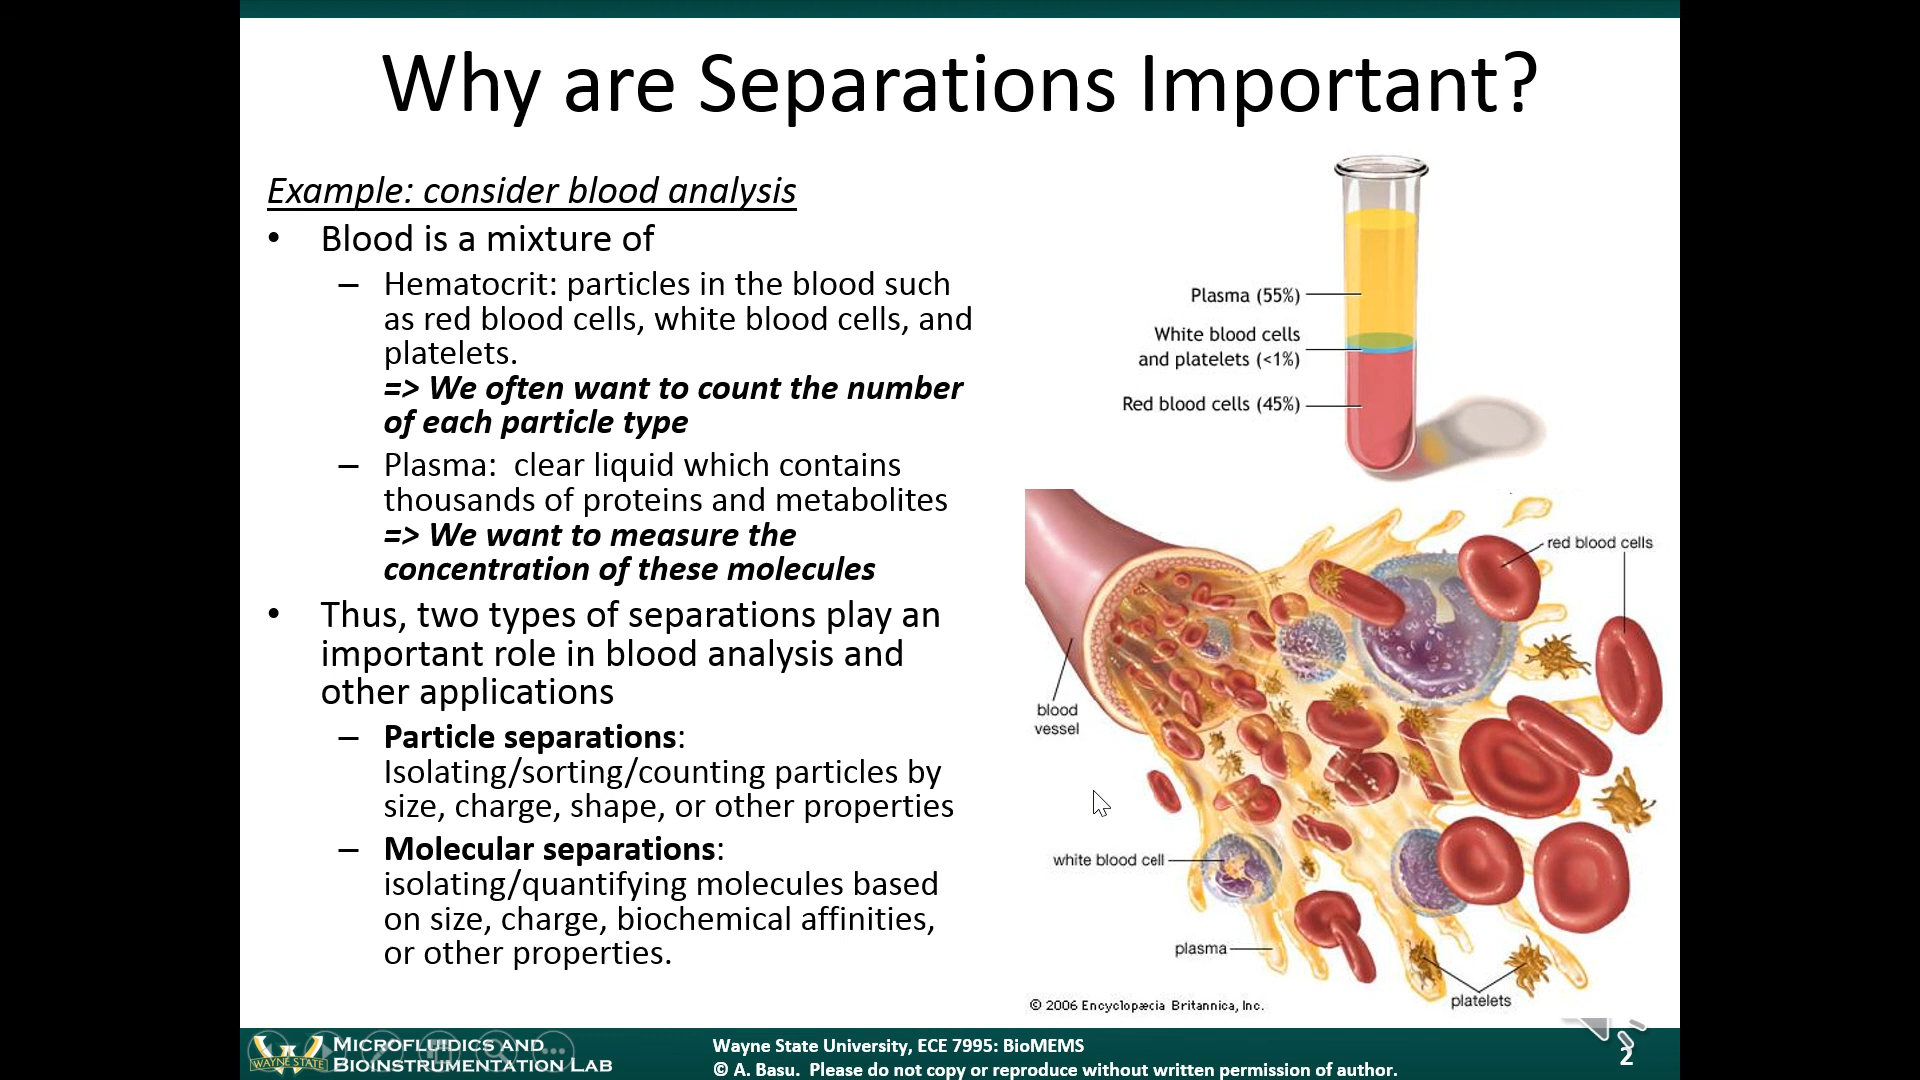 Why are Separations Important?
Example: consider blood analysis
• Blood is a mixture of
– Hematocrit: particles in the blood such
as red blood cells, white blood cells, and
platelets.
=> We often want to count the number
of each particle type
– Plasma:  clear liquid which contains
thousands of proteins and metabolites
=> We want to measure the
concentration of these molecules
• Thus, two types of separations play an
important role in blood analysis and
other applications
– Particle separations:
Isolating/sorting/counting particles by
size, charge, shape, or other properties
– Molecular separations:
isolating/quantifying molecules based
on size, charge, biochemical affinities,
or other properties.
Plasma (55%)
White blood cells
and platelets (<1%)
Red blood cells (45%)
red blood cells
blood
vessel
white blood cell
plasma
platelets
© 2006 Encyclopædia Britannica, Inc.
WAYNE STATE
MICROFLUIDICS AND
BIOINSTRUMENTATION LAB
Wayne State University, ECE 7995: BioMEMS
© A. Basu.  Please do not copy or reproduce without written permission of author.
2